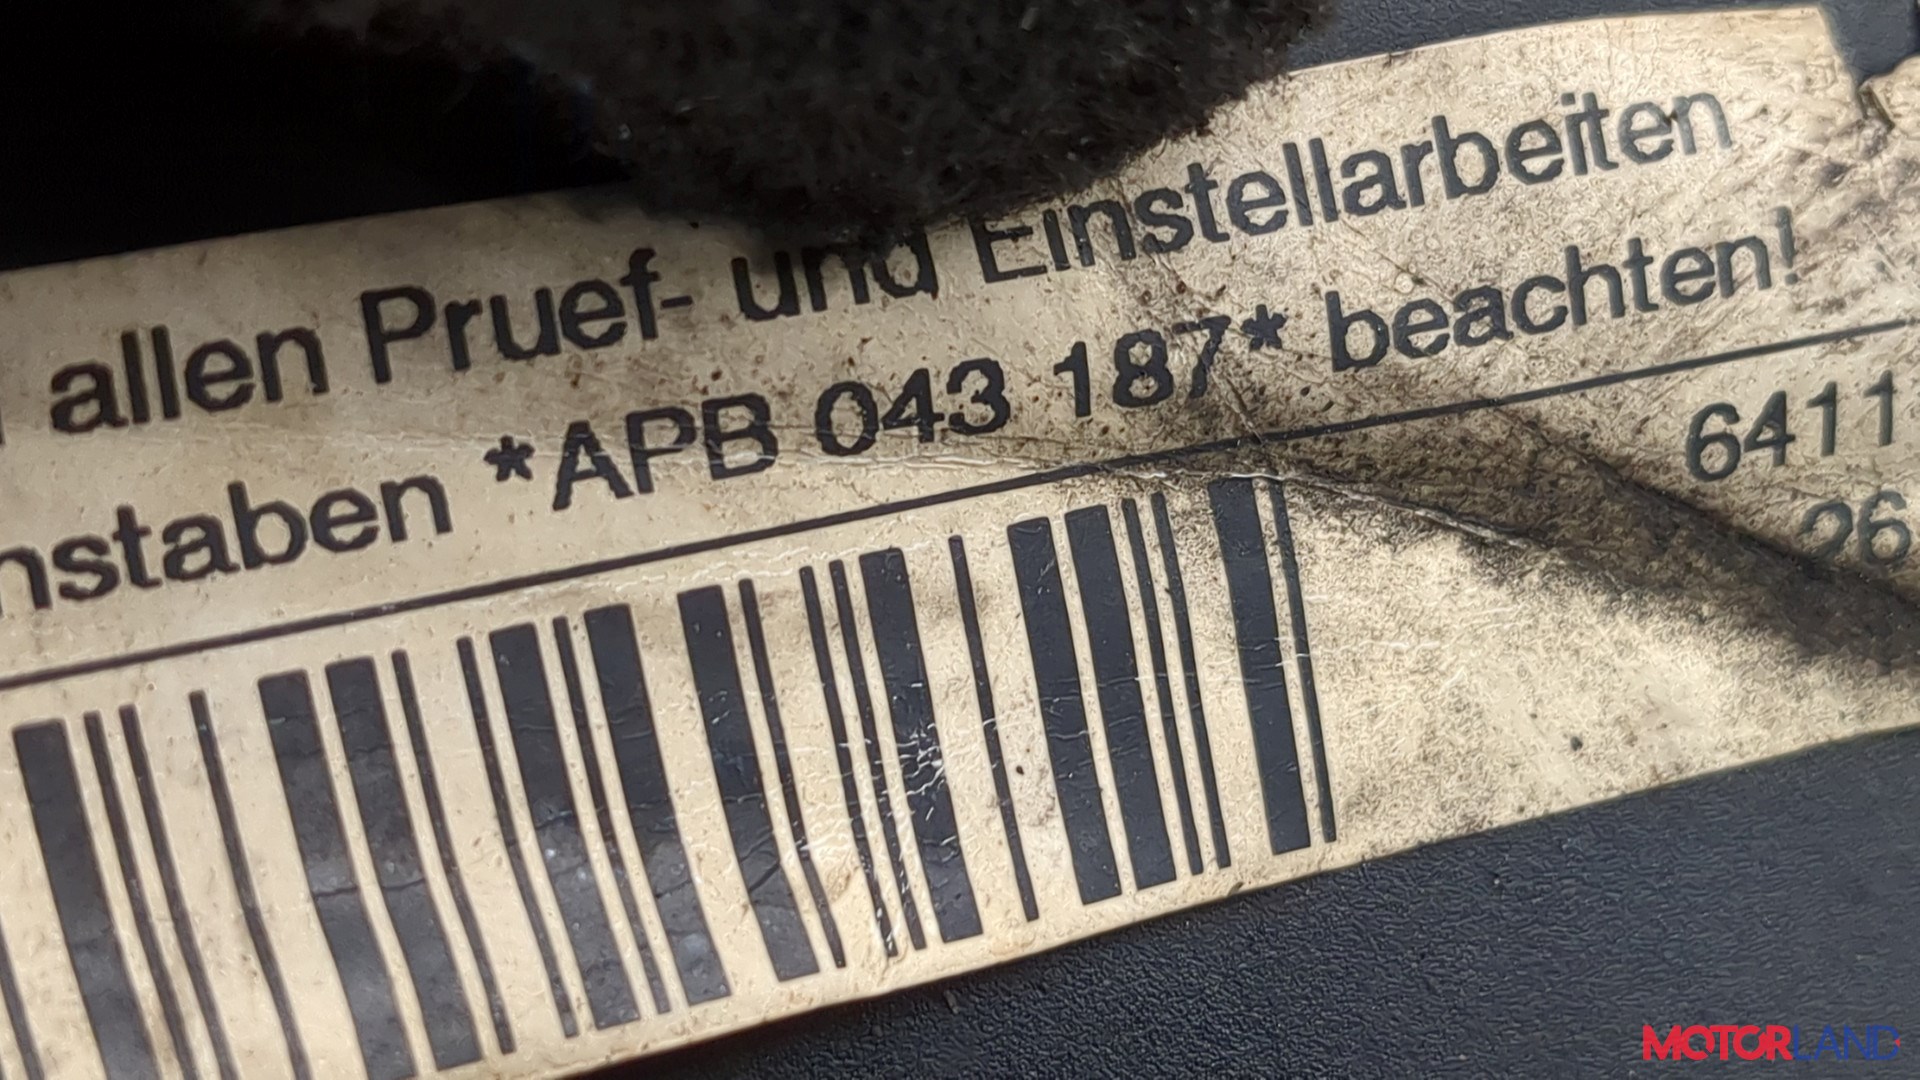 allen Pruef- und Einstellarbeiten
nstaben *APB 043 187* beachten!
6411
26
MOTORLAND